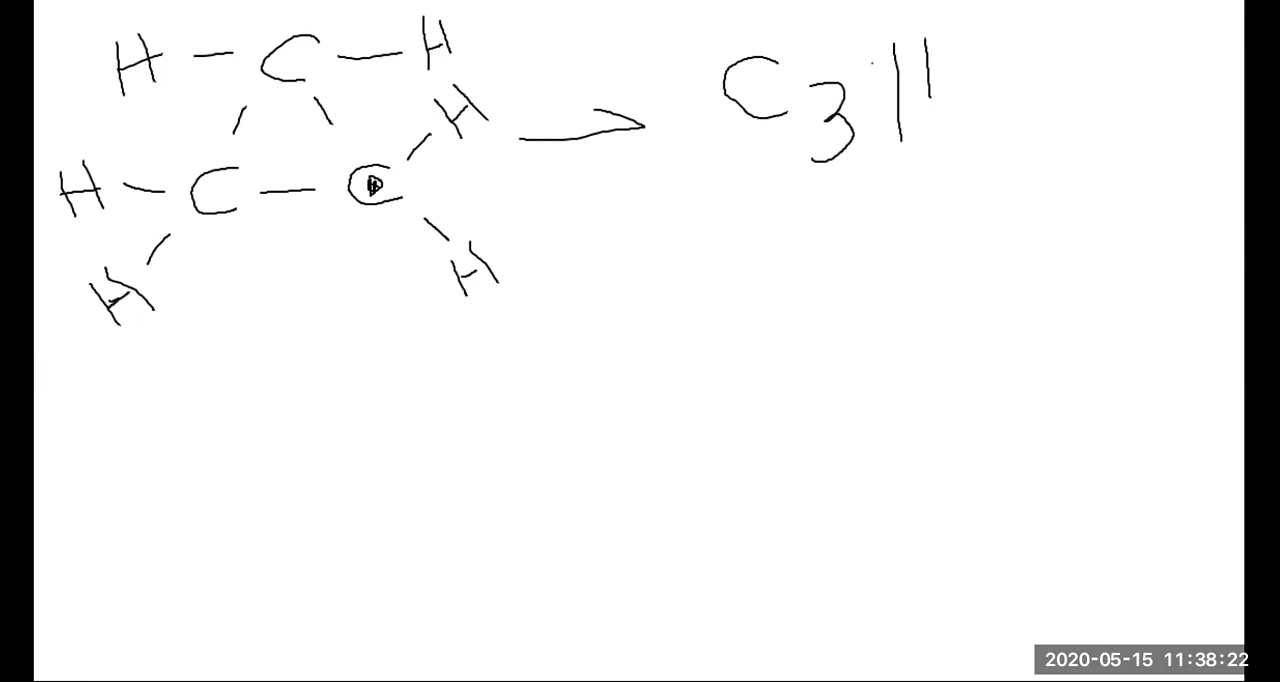 H - C - H
H
H - C - C
H
H
→ C3
2020-05-15 11:38:22